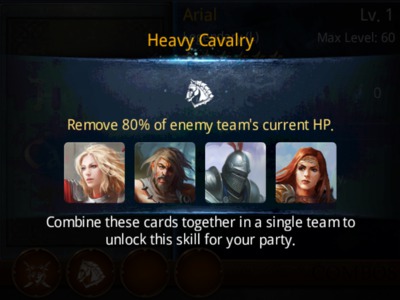 Arial
Lv. 1
Heavy Cavalry
Max Level: 60
0
Remove 80% of enemy team's current HP.
Combine these cards together in a single team to
unlock this skill for your party.